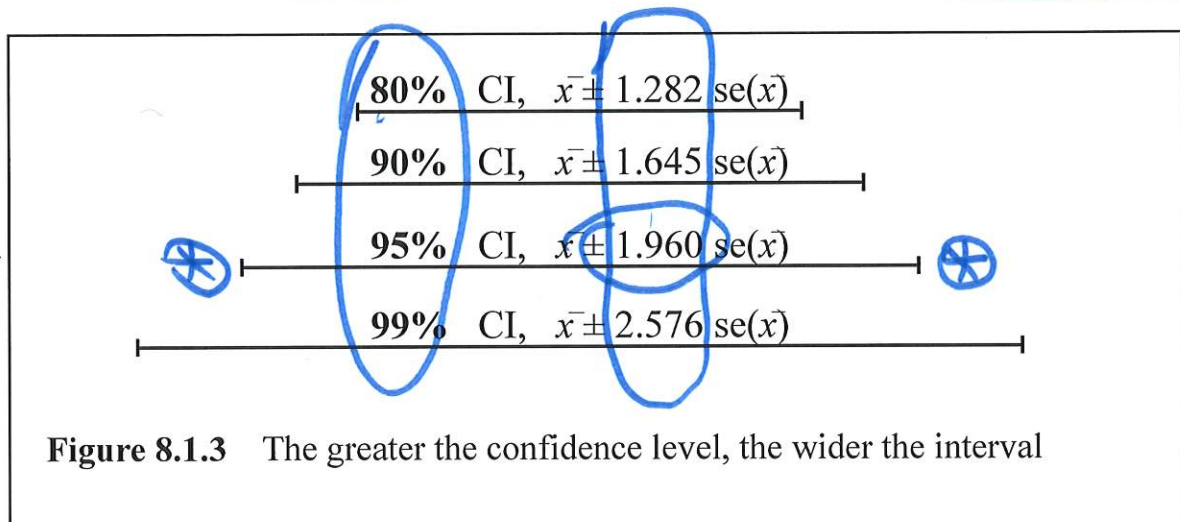 80% CI, x̄ ± 1.282 se(x̄)
90% CI, x̄ ± 1.645 se(x̄)
95% CI, x̄ ± 1.960 se(x̄)
99% CI, x̄ ± 2.576 se(x̄)
Figure 8.1.3 The greater the confidence level, the wider the interval